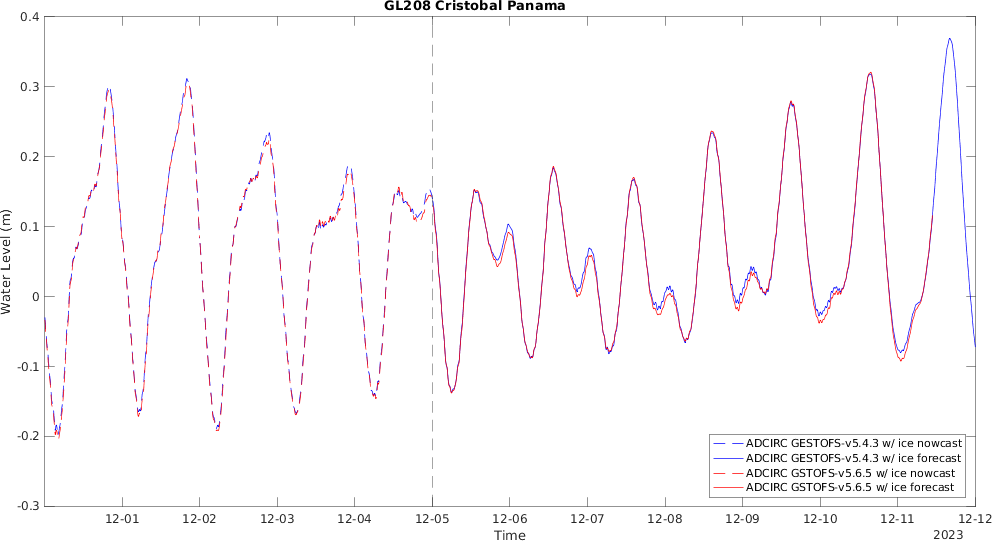 GL208 Cristobal Panama
0.4
0.3
0.2
0.1
0
-0.1
-0.2
-0.3
Water Level (m)
ADCIRC GESTOFS-v5.4.3 w/ ice nowcast
ADCIRC GESTOFS-v5.4.3 w/ ice forecast
ADCIRC GSTOFS-v5.6.5 w/ ice nowcast
ADCIRC GSTOFS-v5.6.5 w/ ice forecast
12-01 12-02 12-03 12-04 12-05 12-06 12-07 12-08 12-09 12-10 12-11 12-12
Time
2023